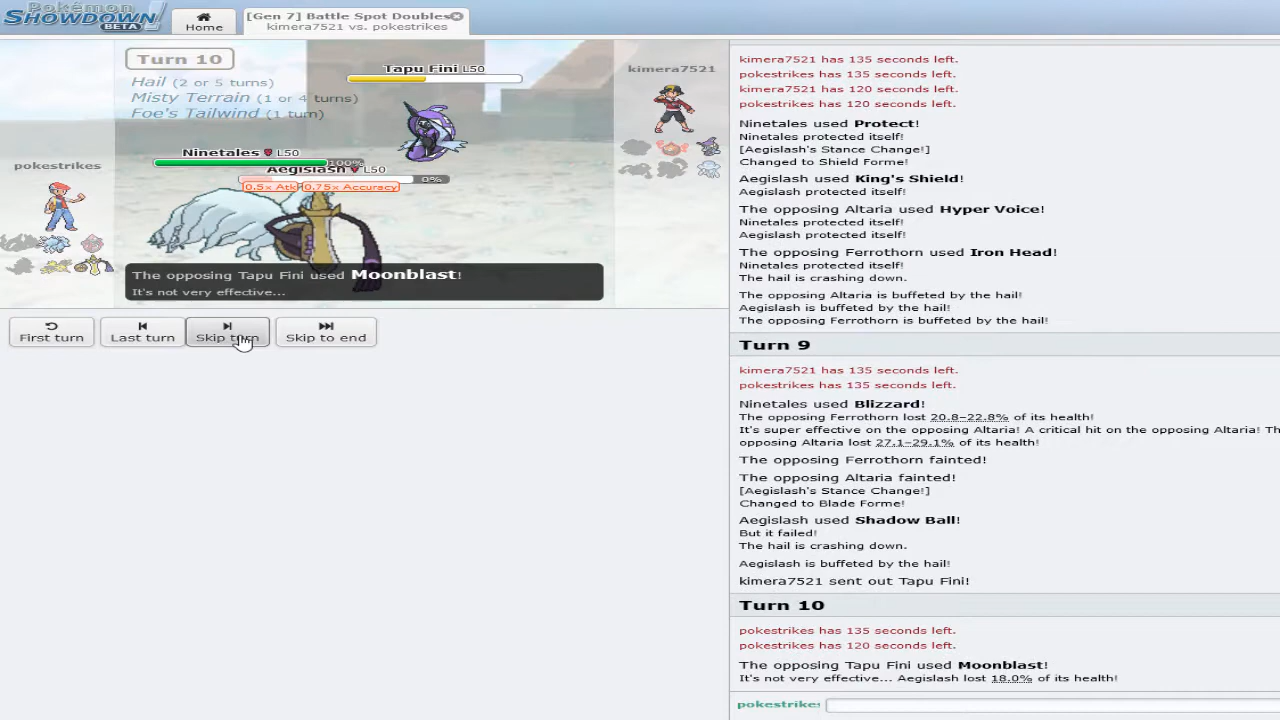 Pokémon
SHOWDOWN
BETA
Home
[Gen 7] Battle Spot Doubles
kimera7521 vs. pokestrikes
Turn 10
Hail (2 or 5 turns)
Misty Terrain (1 or 4 turns)
Foe's Tailwind (1 turn)
Tapu Fini L50
kimera7521
pokestrikes
Ninetales L50
100%
Aegislash L50
0%
0.5× Atk 0.75× Accuracy
The opposing Tapu Fini used Moonblast!
It's not very effective...
First turn
Last turn
Skip turn
Skip to end
kimera7521 has 135 seconds left.
pokestrikes has 135 seconds left.
kimera7521 has 120 seconds left.
pokestrikes has 120 seconds left.
Ninetales used Protect!
Ninetales protected itself!
[Aegislash's Stance Change!]
Changed to Shield Forme!
Aegislash used King's Shield!
Aegislash protected itself!
The opposing Altaria used Hyper Voice!
Ninetales protected itself!
Aegislash protected itself!
The opposing Ferrothorn used Iron Head!
Ninetales protected itself!
The hail is crashing down.
The opposing Altaria is buffeted by the hail!
Aegislash is buffeted by the hail!
The opposing Ferrothorn is buffeted by the hail!
Turn 9
kimera7521 has 135 seconds left.
pokestrikes has 135 seconds left.
Ninetales used Blizzard!
The opposing Ferrothorn lost 20.8–22.8% of its health!
It's super effective on the opposing Altaria! A critical hit on the opposing Altaria! Th
opposing Altaria lost 27.1–29.1% of its health!
The opposing Ferrothorn fainted!
The opposing Altaria fainted!
[Aegislash's Stance Change!]
Changed to Blade Forme!
Aegislash used Shadow Ball!
But it failed!
The hail is crashing down.
Aegislash is buffeted by the hail!
kimera7521 sent out Tapu Fini!
Turn 10
pokestrikes has 135 seconds left.
pokestrikes has 120 seconds left.
The opposing Tapu Fini used Moonblast!
It's not very effective... Aegislash lost 18.0% of its health!
pokestrikes: